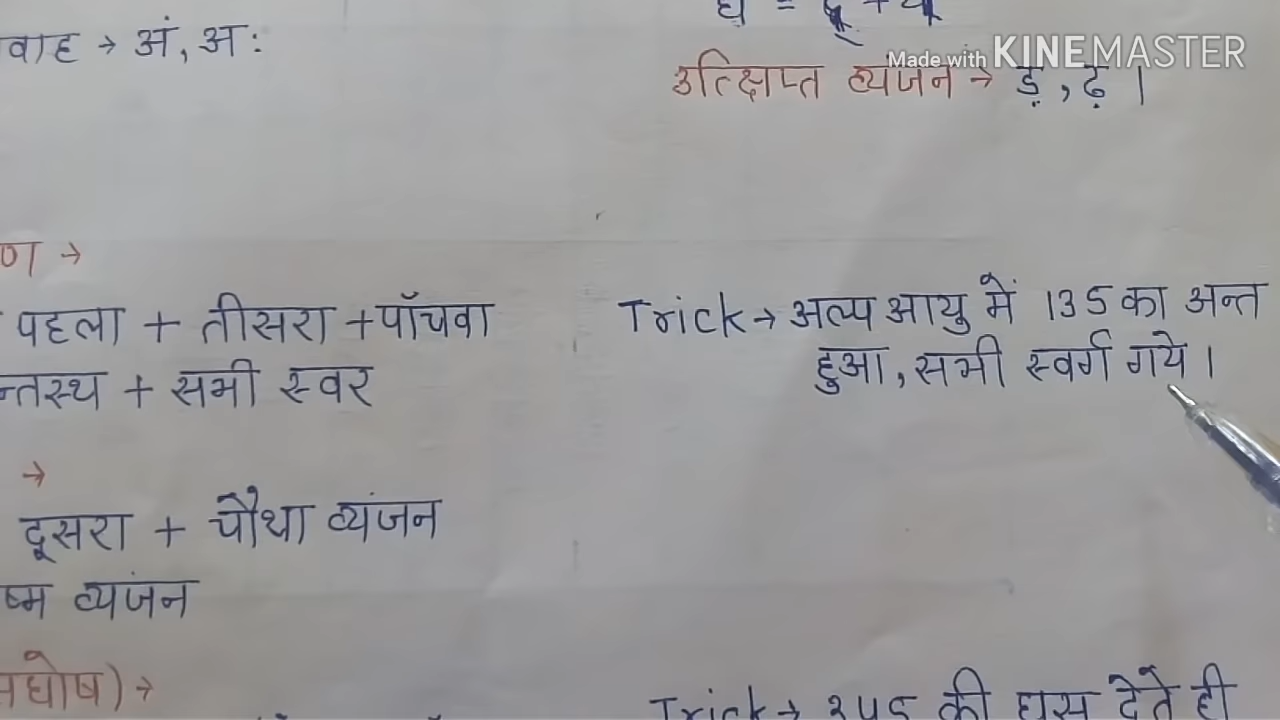 वाह → अं, अः
Made with KINEMASTER
उत्क्षिप्त व्यंजन → ड़, ढ़ ।
ण →
पहला + तीसरा + पाँचवा
न्तस्थ + सभी स्वर
Trick → अल्प आयु में 135 का अन्त
हुआ, सभी स्वर्ग गये ।
→
दूसरा + चौथा व्यंजन
ष्म व्यंजन
घोष) →
Trick → की घूस देते ही